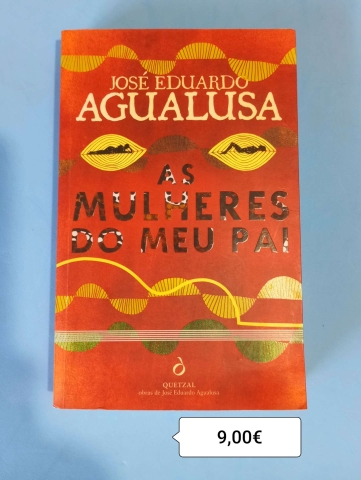 JOSÉ EDUARDO
AGUALUSA
AS
MULHERES
DO MEU PAI
QUETZAL
obras de José Eduardo Agualusa
9,00€